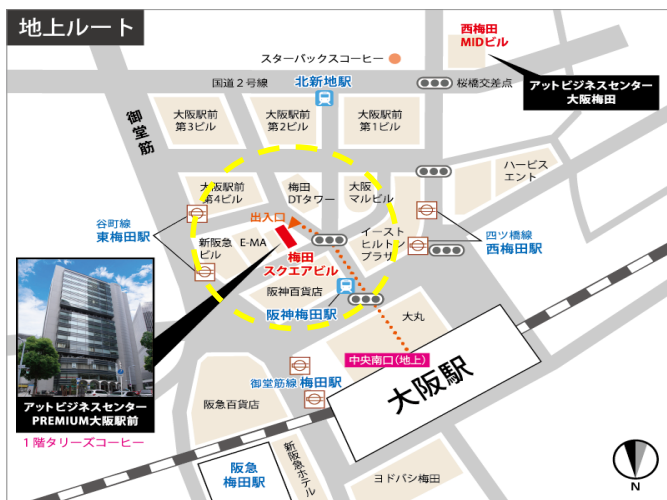 地上ルート
西梅田
MIDビル
スターバックスコーヒー
国道２号線
北新地駅
桜橋交差点
アットビジネスセンター
大阪梅田
御堂筋
大阪駅前
第3ビル
大阪駅前
第2ビル
大阪駅前
第1ビル
ハービス
エント
大阪駅前
第4ビル
梅田
DTタワー
大阪
マルビル
谷町線
東梅田駅
出入口
四ツ橋線
西梅田駅
新阪急
ビル
E-MA
梅田
スクエアビル
イースト
ヒルトン
プラザ
阪神百貨店
阪神梅田駅
大丸
中央南口(地上)
大阪駅
御堂筋線 梅田駅
アットビジネスセンター
PREMIUM大阪駅前
１階タリーズコーヒー
阪急百貨店
阪急
梅田駅
新阪急ホテル
ヨドバシ梅田
N